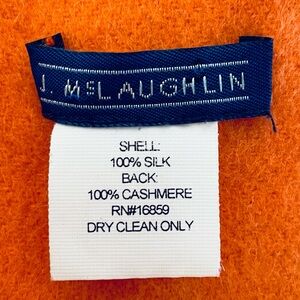 J. McLAUGHLIN
SHELL:
100% SILK
BACK:
100% CASHMERE
RN#16859
DRY CLEAN ONLY